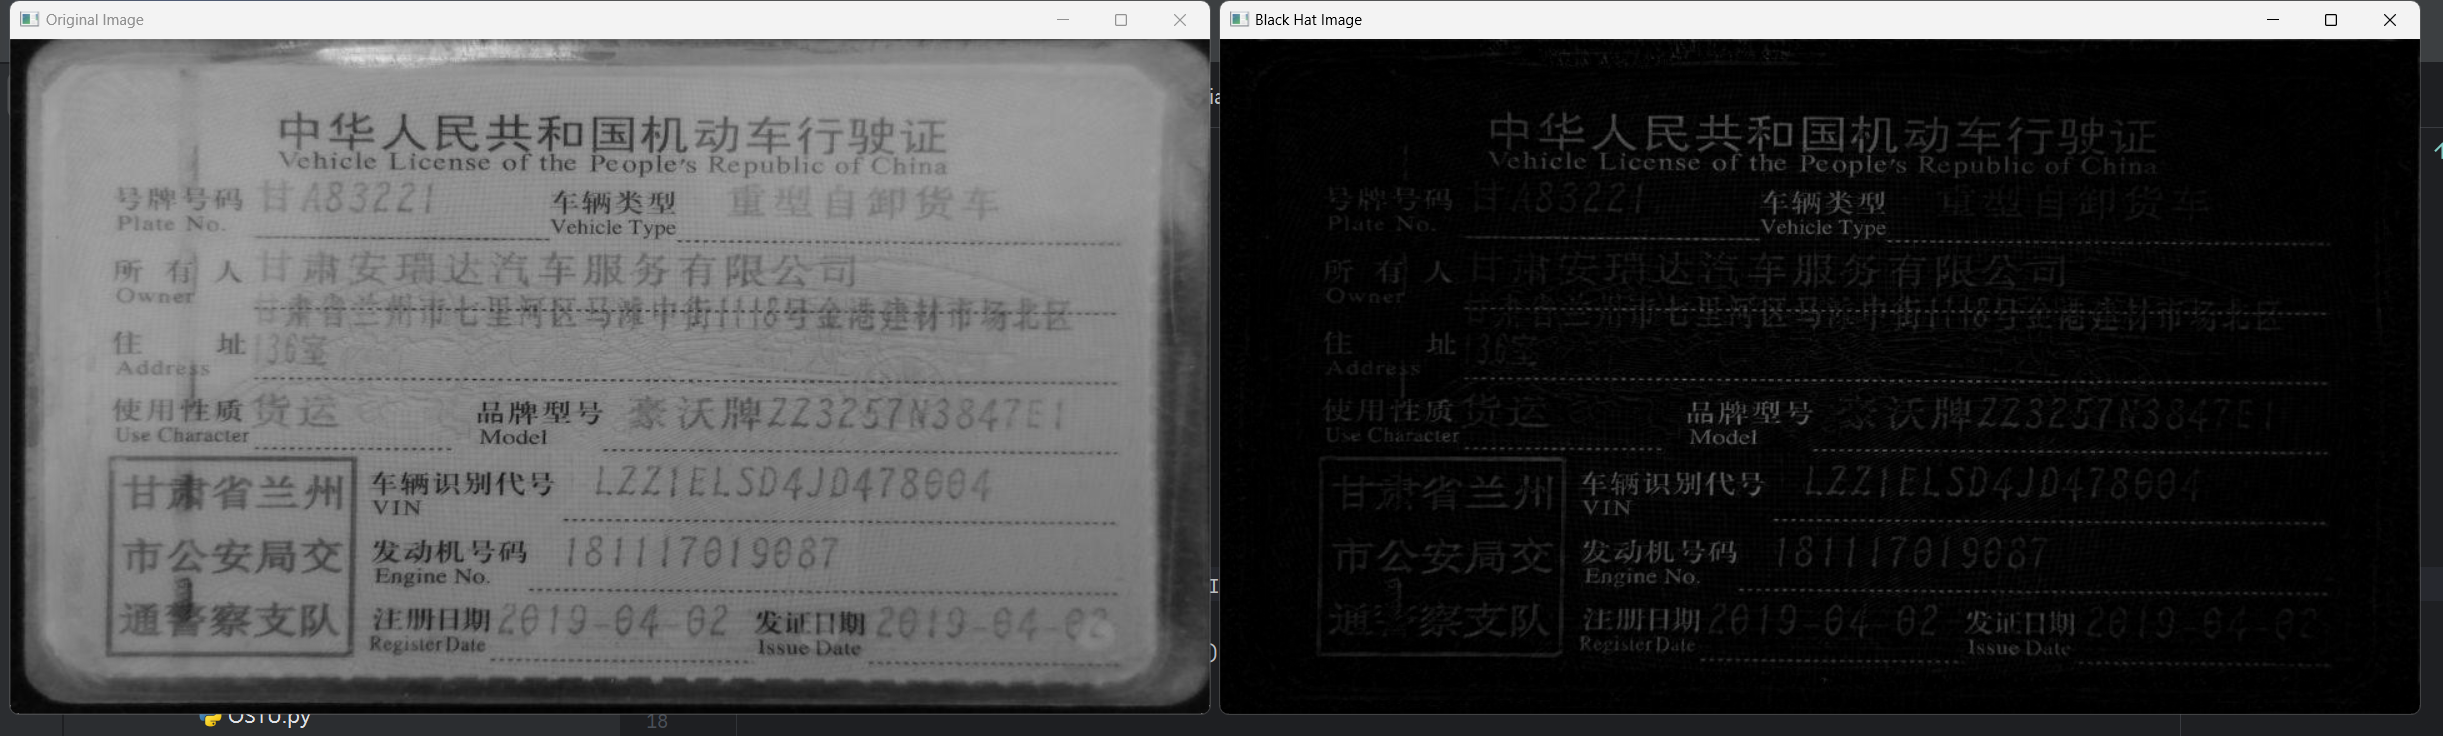 Original Image
中华人民共和国机动车行驶证
Vehicle License of the People's Republic of China
号牌号码 甘A83221 车辆类型 重型自卸货车
Plate No. Vehicle Type
所有人 甘肃安瑞达汽车服务有限公司
Owner
甘肃省兰州市七里河区马滩中街1118号金港建材市场北区
住址 136室
Address
使用性质 货运 品牌型号 豪沃牌ZZ3257N3847E1
Use Character Model
甘肃省兰州
市公安局交
通警察支队
车辆识别代号 LZZ1ELSD4JD478004
VIN
发动机号码 181117019087
Engine No.
注册日期 2019-04-02 发证日期 2019-04-02
Register Date Issue Date
Black Hat Image
中华人民共和国机动车行驶证
Vehicle License of the People's Republic of China
号牌号码 甘A83221 车辆类型 重型自卸货车
Plate No. Vehicle Type
所有人 甘肃安瑞达汽车服务有限公司
Owner
甘肃省兰州市七里河区马滩中街1118号金港建材市场北区
住址 136室
Address
使用性质 货运 品牌型号 豪沃牌ZZ3257N3847E1
Use Character Model
甘肃省兰州
市公安局交
通警察支队
车辆识别代号 LZZ1ELSD4JD478004
VIN
发动机号码 181117019087
Engine No.
注册日期 2019-04-02 发证日期 2019-04-02
Register Date Issue Date
18